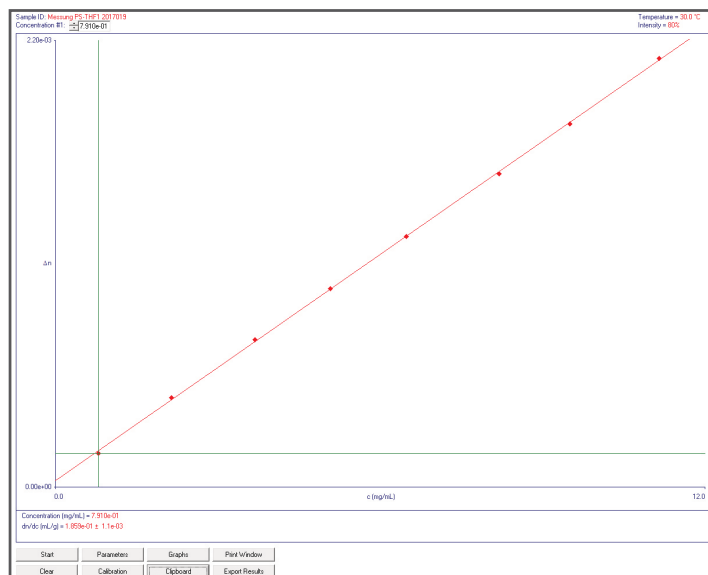 Sample ID: Messung PS-THF1 2017019
Temperature = 30.0 °C
Concentration #1: 7.910e-01
Intensity = 80%
2.20e-03
Δn
0.00e+00
0.0
c (mg/mL)
12.0
Concentration (mg/mL) = 7.910e-01
dn/dc (mL/g) = 1.859e-01 ± 1.1e-03
Start Parameters Graphs Print Window
Clear Calibration Clipboard Export Results